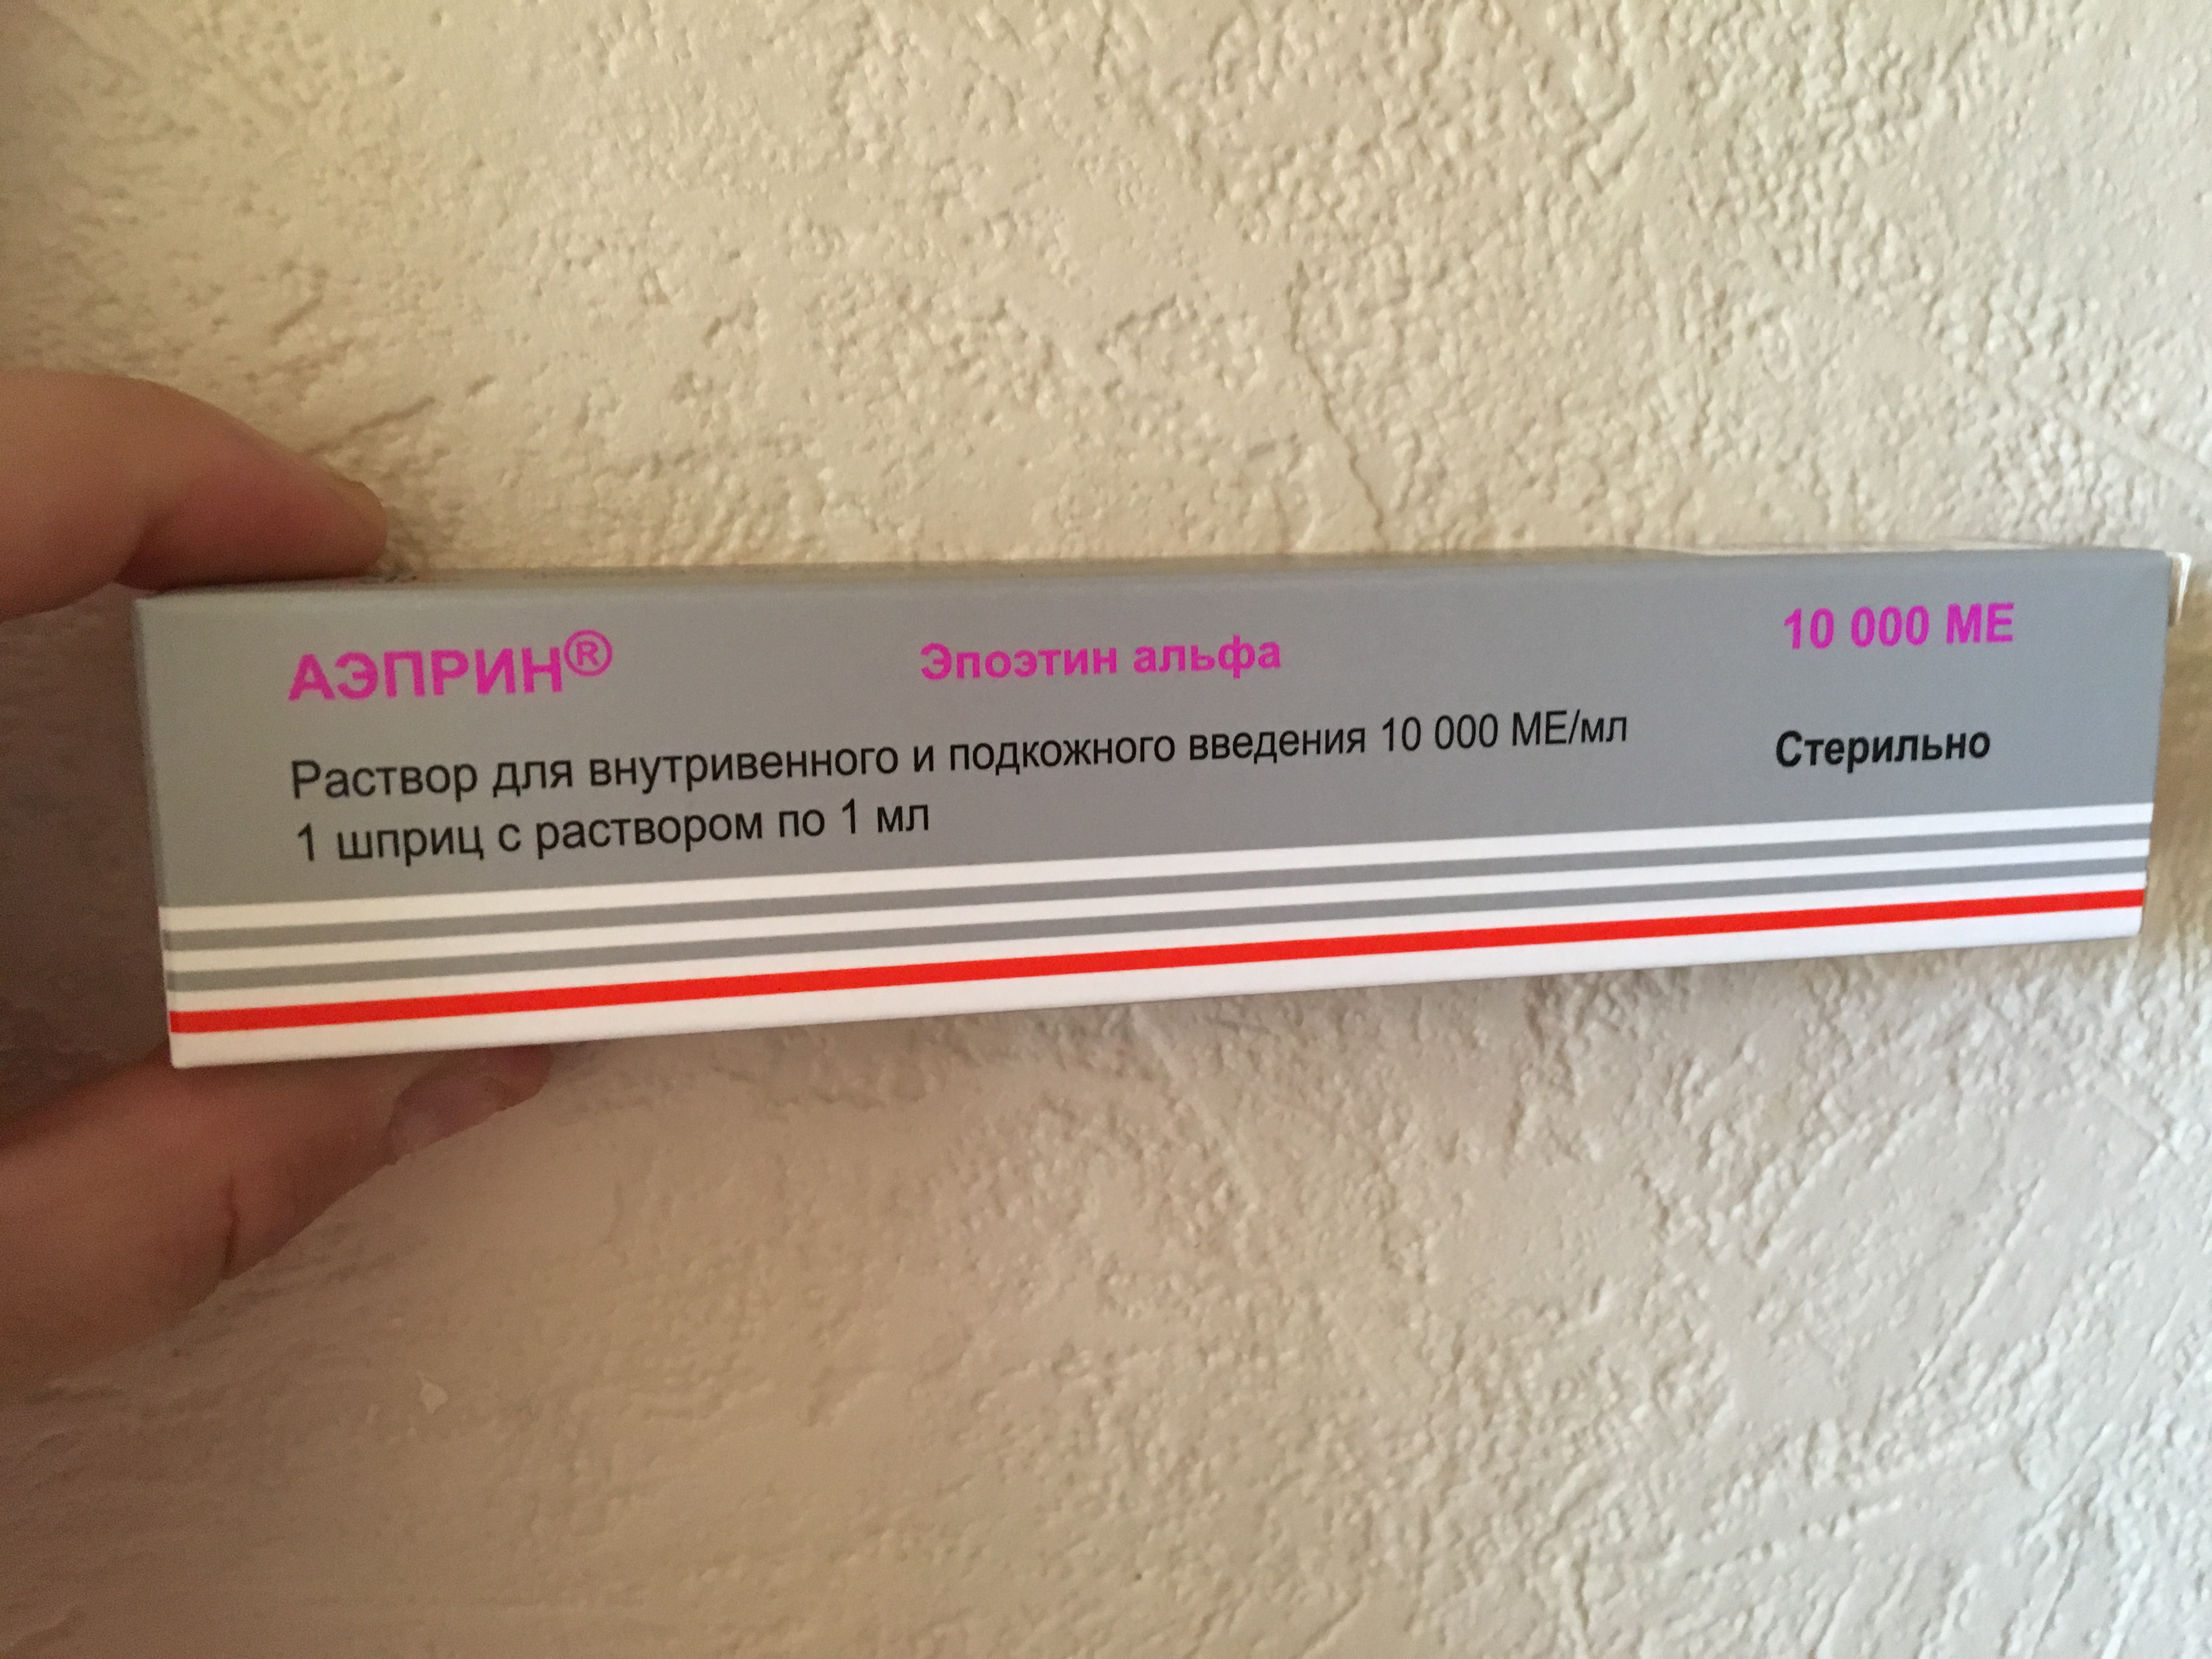 АЭПРИН® Эпоэтин альфа 10 000 МЕ
Раствор для внутривенного и подкожного введения 10 000 МЕ/мл Стерильно
1 шприц с раствором по 1 мл